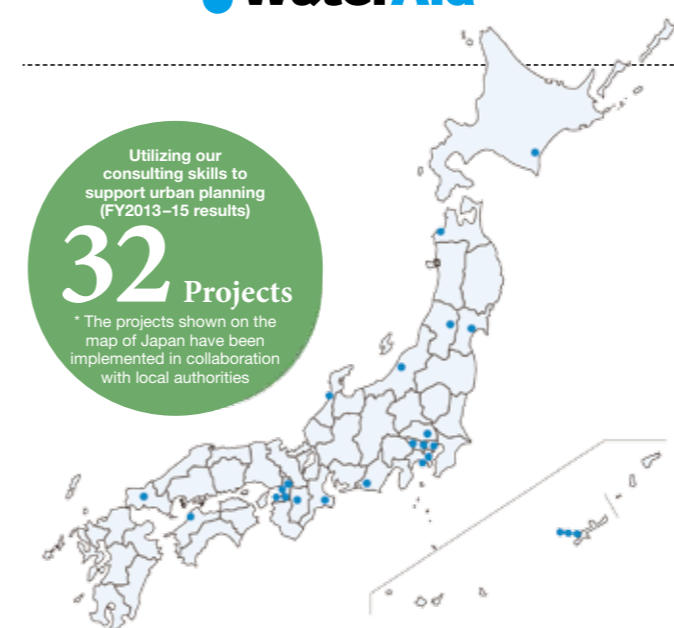 WaterAid
Utilizing our
consulting skills to
support urban planning
(FY2013–15 results)
32 Projects
* The projects shown on the
map of Japan have been
implemented in collaboration
with local authorities